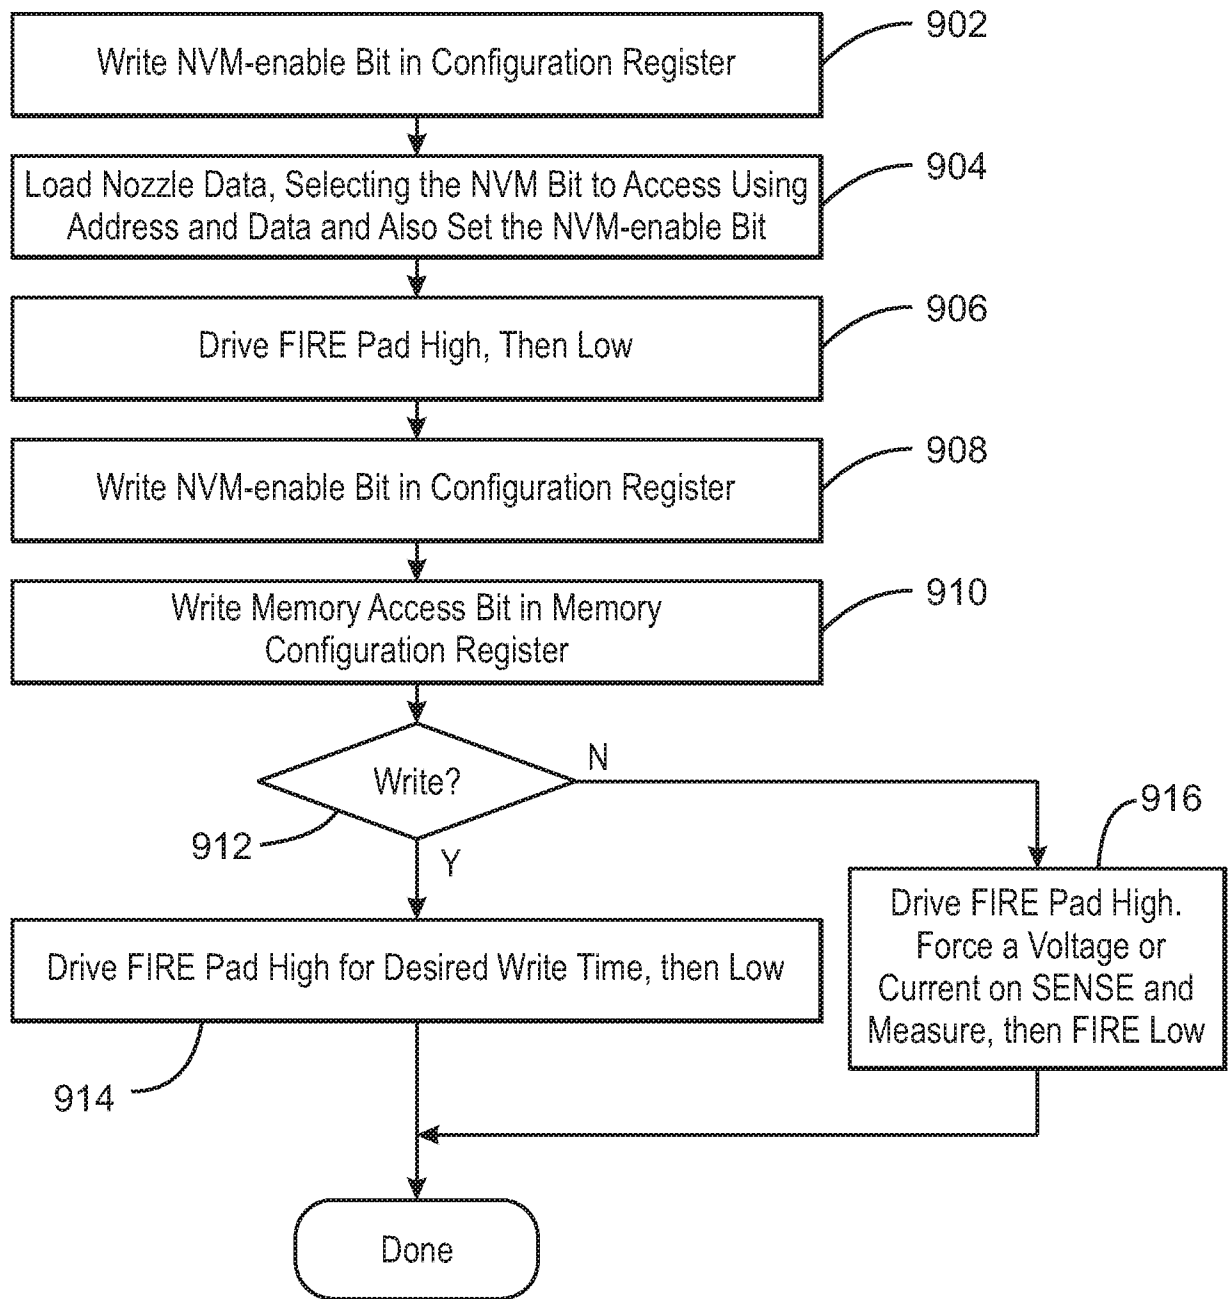 902
Write NVM-enable Bit in Configuration Register
904
Load Nozzle Data, Selecting the NVM Bit to Access Using
Address and Data and Also Set the NVM-enable Bit
906
Drive FIRE Pad High, Then Low
908
Write NVM-enable Bit in Configuration Register
910
Write Memory Access Bit in Memory
Configuration Register
N
Write?
916
912
Y
Drive FIRE Pad High.
Force a Voltage or
Current on SENSE and
Measure, then FIRE Low
Drive FIRE Pad High for Desired Write Time, then Low
914
Done